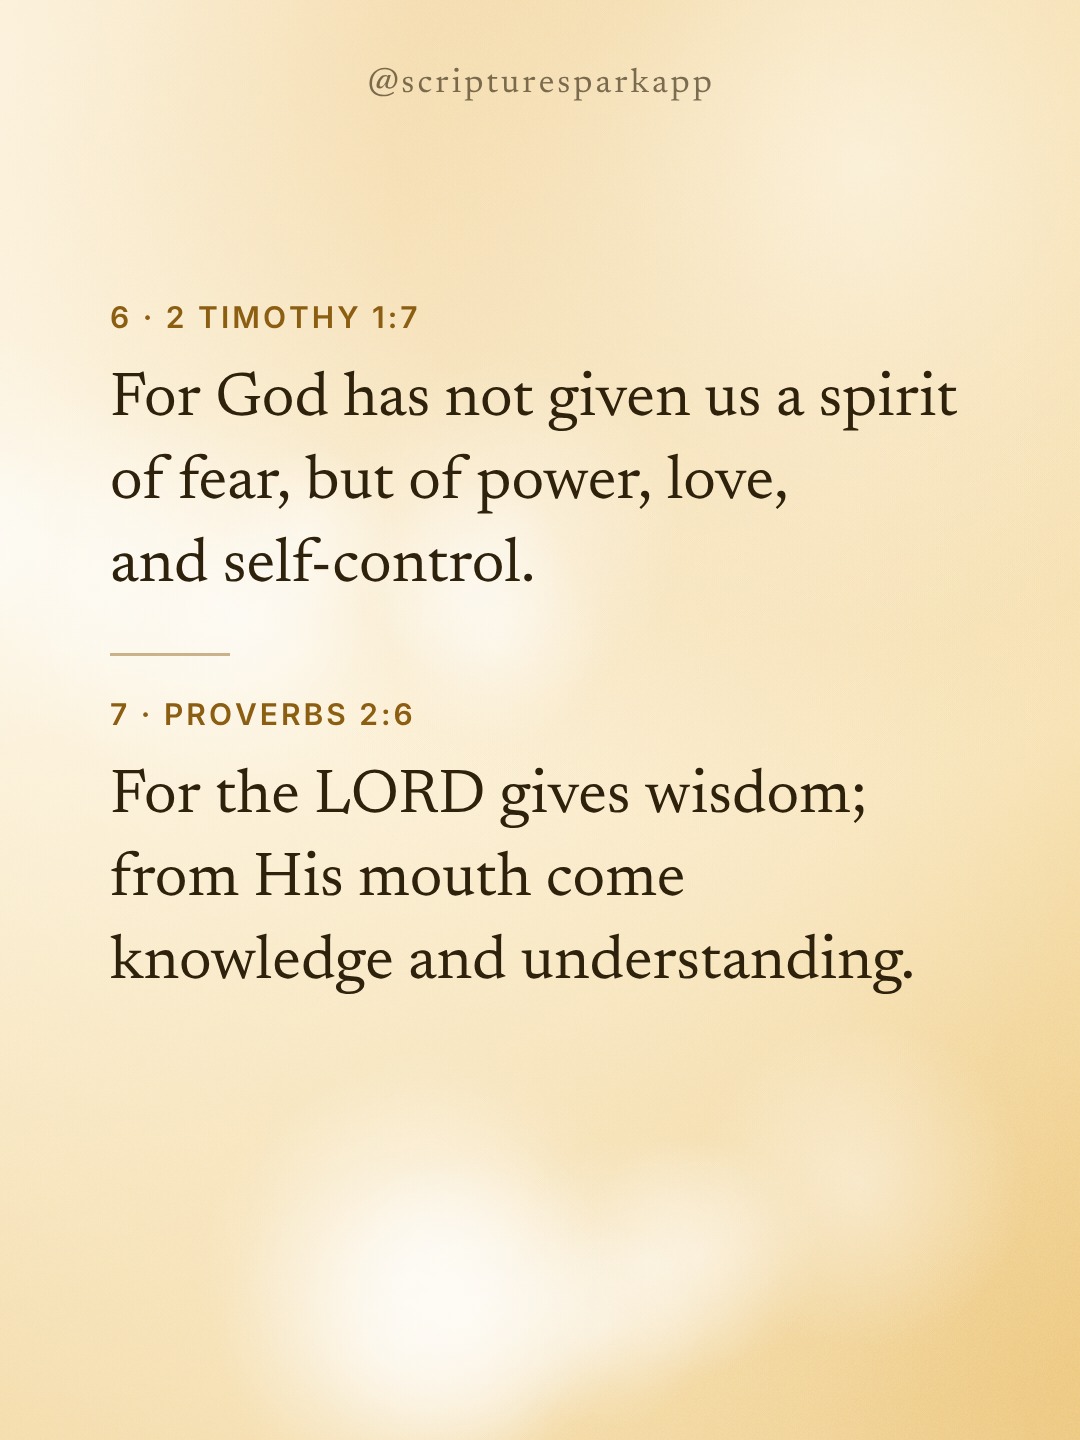 @scripturesparkapp
6 · 2 TIMOTHY 1:7
For God has not given us a spirit
of fear, but of power, love,
and self-control.
7 · PROVERBS 2:6
For the LORD gives wisdom;
from His mouth come
knowledge and understanding.